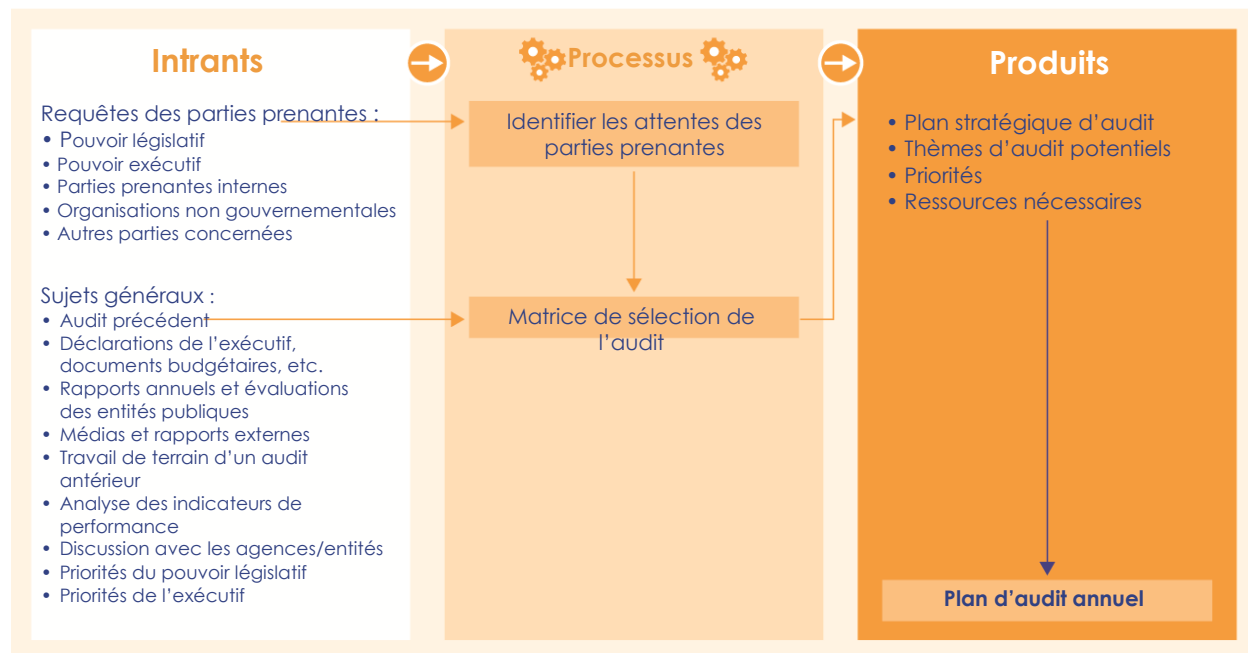 Intrants
Requêtes des parties prenantes :
• Pouvoir législatif
• Pouvoir exécutif
• Parties prenantes internes
• Organisations non gouvernementales
• Autres parties concernées
Sujets généraux :
• Audit précédent
• Déclarations de l’exécutif,
documents budgétaires, etc.
• Rapports annuels et évaluations
des entités publiques
• Médias et rapports externes
• Travail de terrain d’un audit
antérieur
• Analyse des indicateurs de
performance
• Discussion avec les agences/entités
• Priorités du pouvoir législatif
• Priorités de l’exécutif
Processus
Identifier les attentes des
parties prenantes
Matrice de sélection de
l’audit
Produits
• Plan stratégique d’audit
• Thèmes d’audit potentiels
• Priorités
• Ressources nécessaires
Plan d’audit annuel